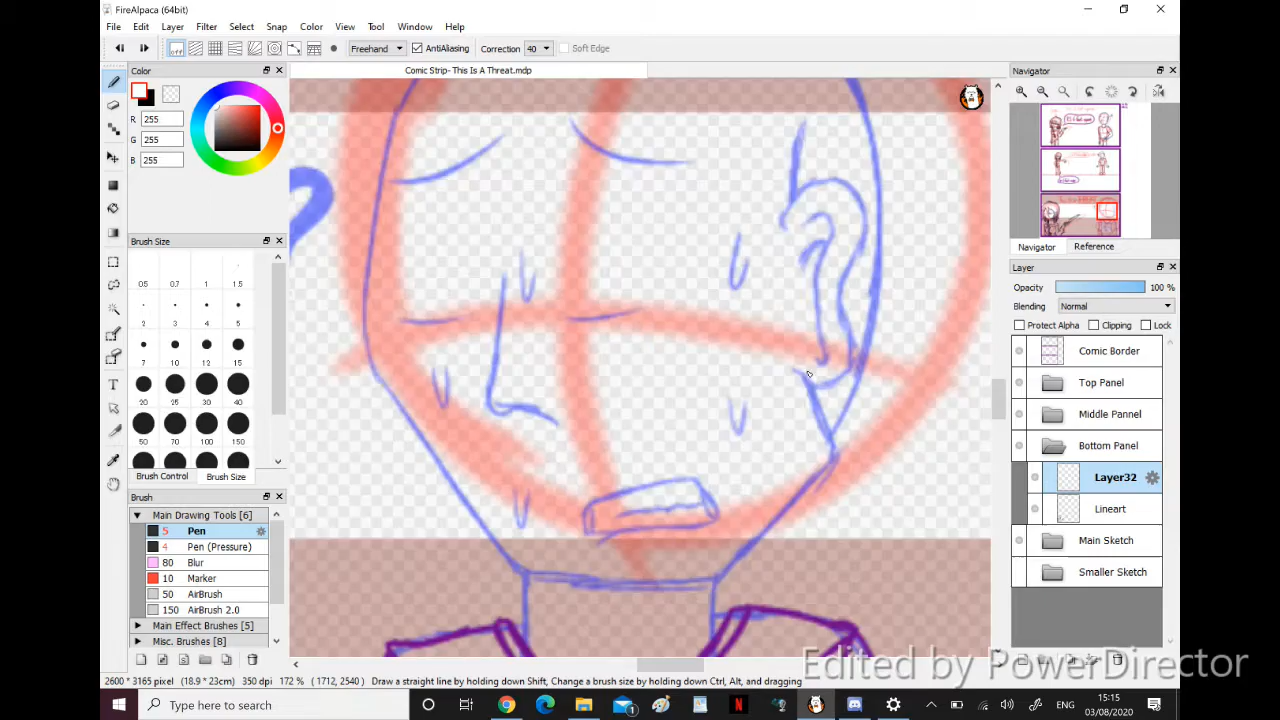 FireAlpaca (64bit)
File Edit Layer Filter Select Snap Color View Tool Window Help
off Freehand AntiAliasing Correction 40 Soft Edge
Color
Comic Strip- This Is A Threat.mdp
Navigator
R 255
G 255
B 255
Navigator Reference
Brush Size
0.5 0.7 1 1.5
2 3 4 5
7 10 12 15
20 25 30 40
50 70 100 150
Brush Control Brush Size
Layer
Opacity 100 %
Blending Normal
Protect Alpha Clipping Lock
Comic Border
Top Panel
Middle Pannel
Bottom Panel
Layer32
Lineart
Main Sketch
Smaller Sketch
Brush
Main Drawing Tools [6]
5 Pen
4 Pen (Pressure)
80 Blur
10 Marker
50 AirBrush
150 AirBrush 2.0
Main Effect Brushes [5]
Misc. Brushes [8]
2600 * 3165 pixel (18.9 * 23cm) 350 dpi 172 % (1712, 2540) Draw a straight line by holding down Shift, Change a brush size by holding down Ctrl, Alt, and dragging
Edited by PowerDirector
Type here to search
1
N
ENG
15:15
03/08/2020